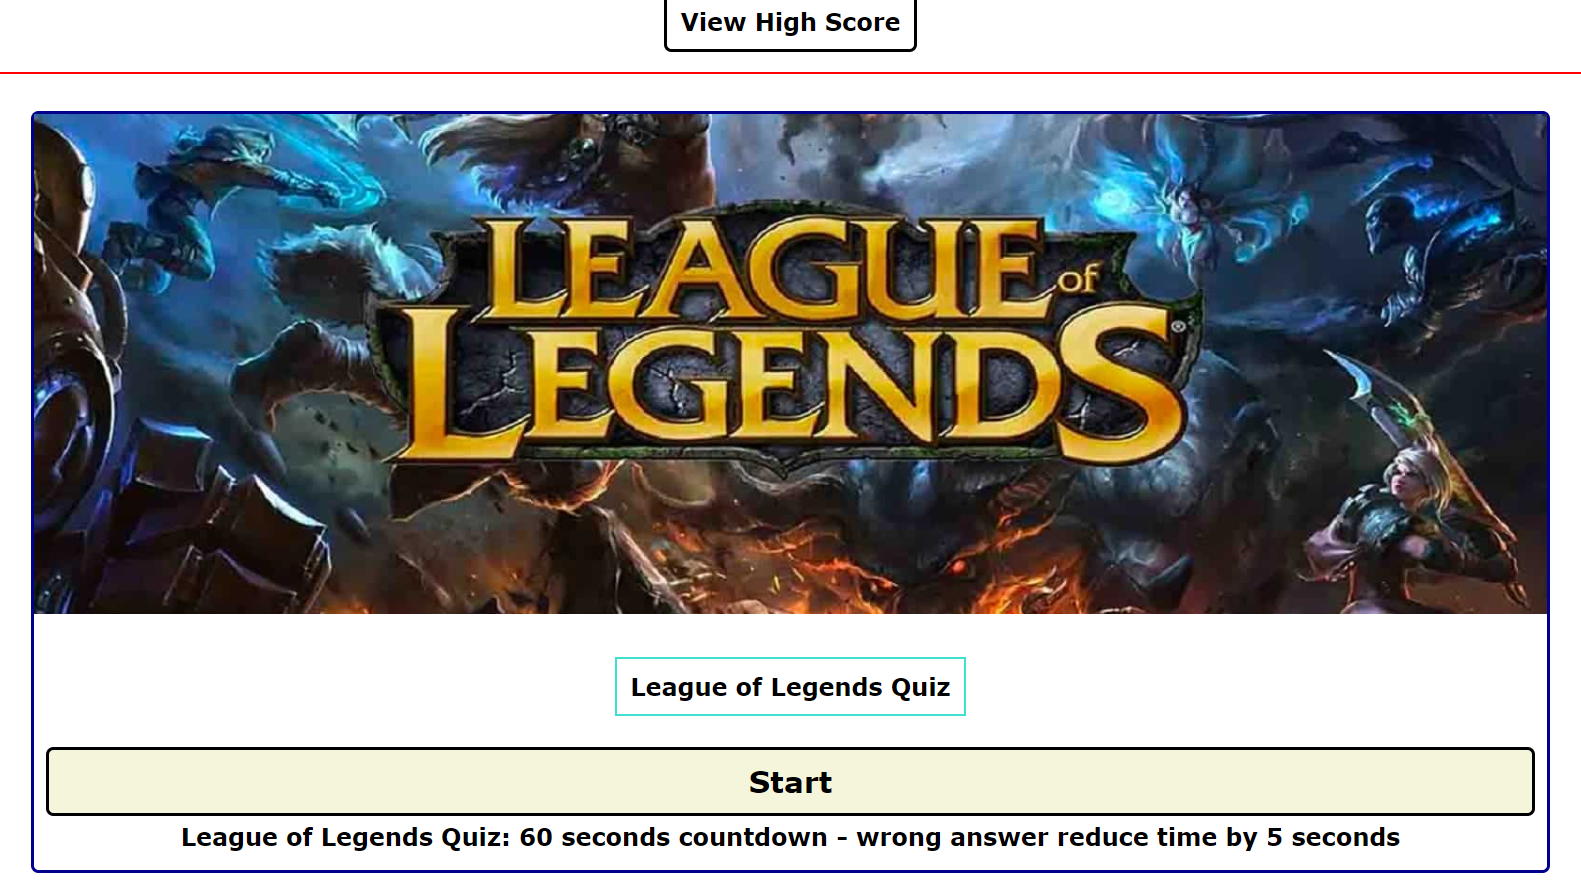 View High Score
LEAGUE of
LEGENDS®
League of Legends Quiz
Start
League of Legends Quiz: 60 seconds countdown - wrong answer reduce time by 5 seconds